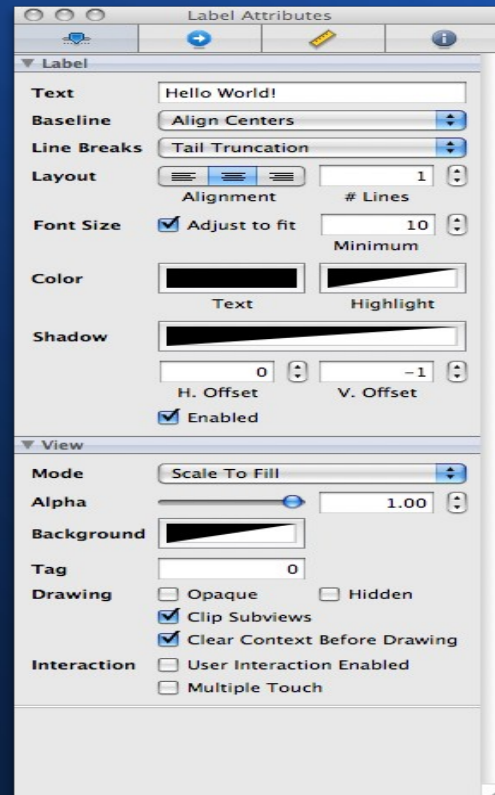 Label Attributes
Label
Text Hello World!
Baseline Align Centers
Line Breaks Tail Truncation
Layout 1
Alignment # Lines
Font Size Adjust to fit 10
Minimum
Color
Text Highlight
Shadow
0 -1
H. Offset V. Offset
Enabled
View
Mode Scale To Fill
Alpha 1.00
Background
Tag 0
Drawing Opaque Hidden
Clip Subviews
Clear Context Before Drawing
Interaction User Interaction Enabled
Multiple Touch